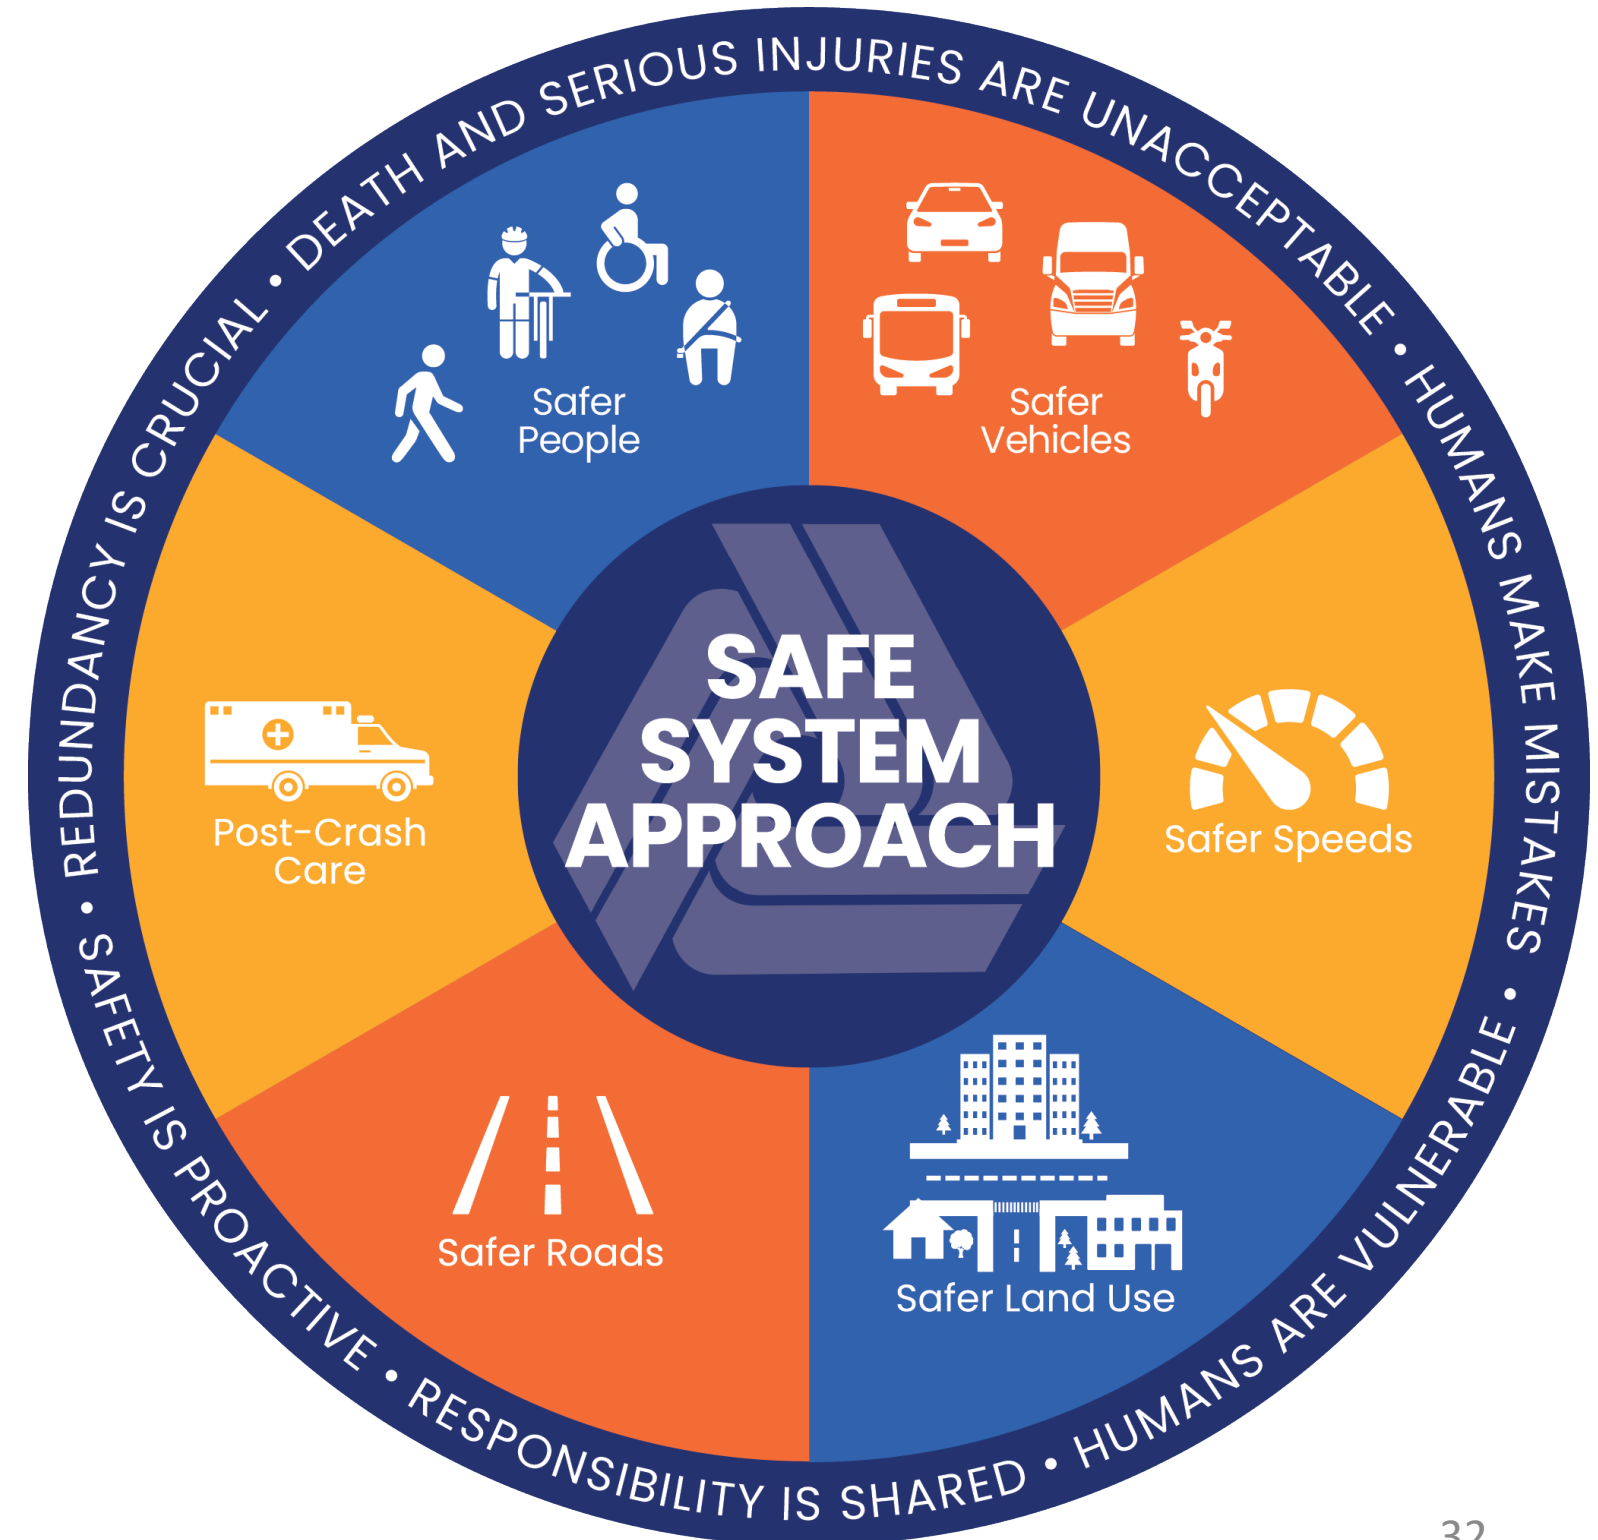 DEATH AND SERIOUS INJURIES ARE UNACCEPTABLE • HUMANS MAKE MISTAKES • HUMANS ARE VULNERABLE • RESPONSIBILITY IS SHARED • SAFETY IS PROACTIVE • REDUNDANCY IS CRUCIAL •
Safer
People
Safer
Vehicles
SAFE
SYSTEM
APPROACH
Post-Crash
Care
Safer Speeds
Safer Roads
Safer Land Use
32